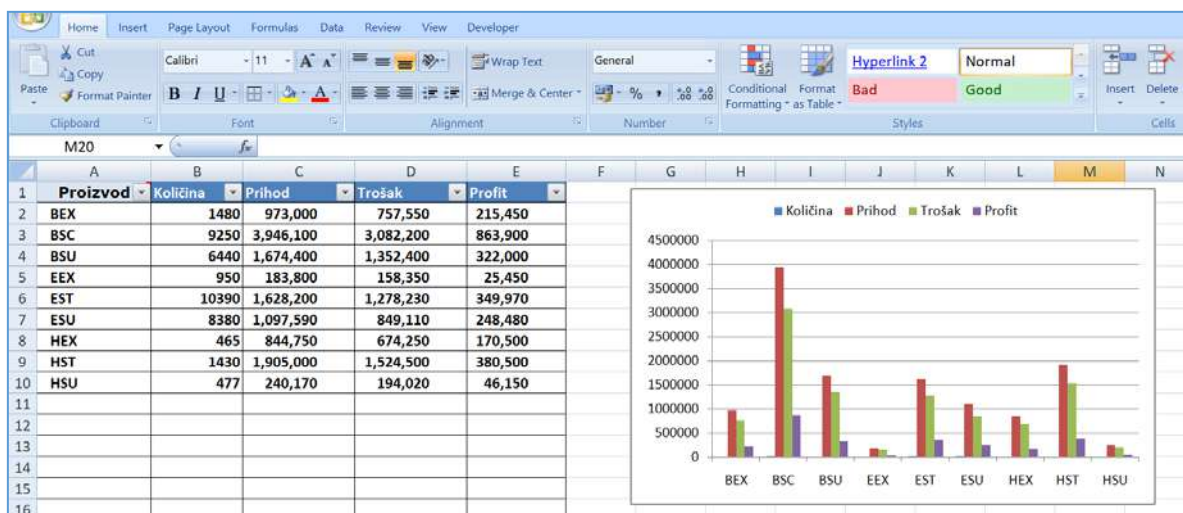 Home Insert Page Layout Formulas Data Review View Developer
Cut
Copy
Format Painter
Paste
Clipboard
Calibri 11 A A
B I U A
Font
Wrap Text
Merge & Center
Alignment
General
% , .0 .00 .00 .0
Number
Conditional Formatting
Format as Table
Hyperlink 2 Normal
Bad Good
Styles
Insert Delete
Cells
M20 fx
A B C D E F G H I J K L M N
1 Proizvod Količina Prihod Trošak Profit
2 BEX 1480 973,000 757,550 215,450
3 BSC 9250 3,946,100 3,082,200 863,900
4 BSU 6440 1,674,400 1,352,400 322,000
5 EEX 950 183,800 158,350 25,450
6 EST 10390 1,628,200 1,278,230 349,970
7 ESU 8380 1,097,590 849,110 248,480
8 HEX 465 844,750 674,250 170,500
9 HST 1430 1,905,000 1,524,500 380,500
10 HSU 477 240,170 194,020 46,150
11
12
13
14
15
16
Količina Prihod Trošak Profit
4500000
4000000
3500000
3000000
2500000
2000000
1500000
1000000
500000
0
BEX BSC BSU EEX EST ESU HEX HST HSU